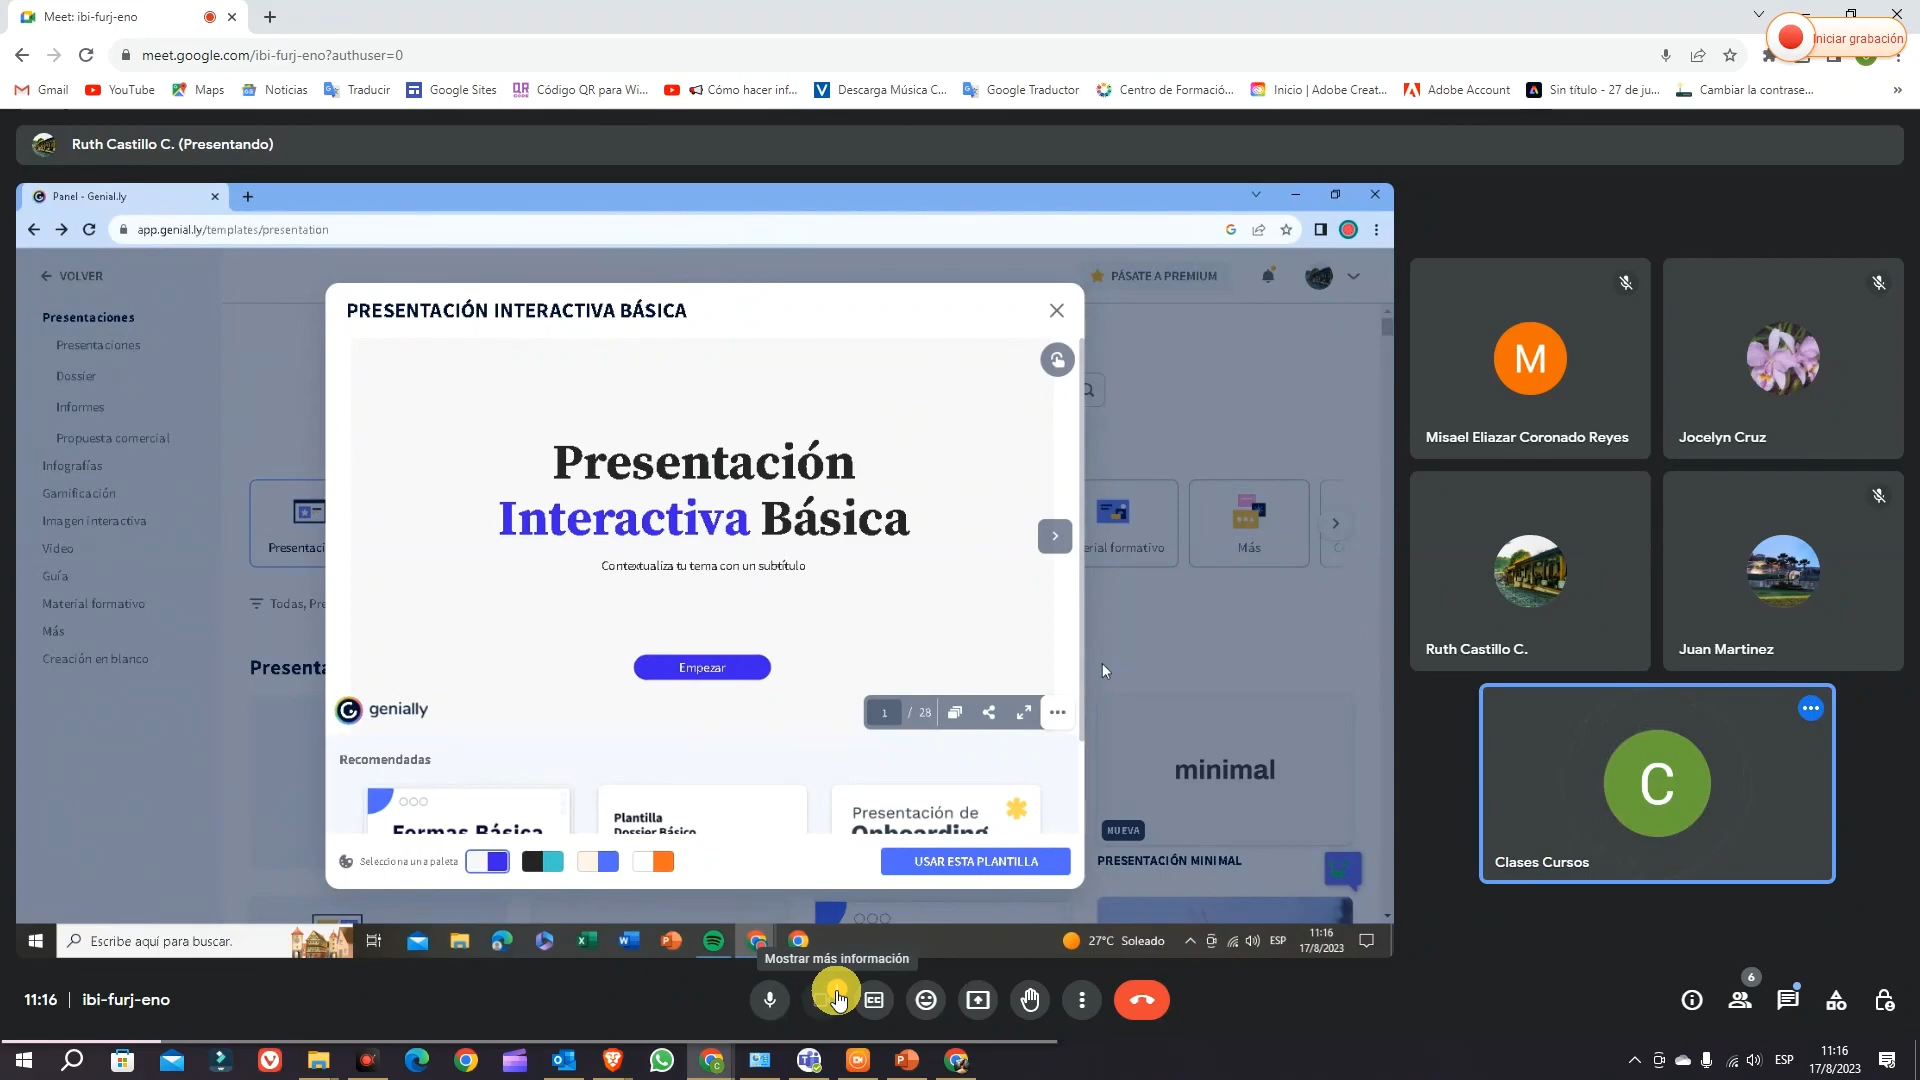 Meet: ibi-furj-eno
Iniciar grabación
meet.google.com/ibi-furj-eno?authuser=0
Gmail
YouTube
Maps
Noticias
Traducir
Google Sites
Código QR para Wi...
Cómo hacer inf...
Descarga Música C...
Google Traductor
Centro de Formació...
Inicio | Adobe Creat...
Adobe Account
Sin título - 27 de ju...
Cambiar la contrase...
Ruth Castillo C. (Presentando)
Panel - Genial.ly
app.genial.ly/templates/presentation
VOLVER
PÁSATE A PREMIUM
Presentaciones
Presentaciones
Dossier
Informes
Propuesta comercial
Infografías
Gamificación
Imagen interactiva
Video
Guía
Material formativo
Más
Creación en blanco
PRESENTACIÓN INTERACTIVA BÁSICA
Presentación
Interactiva Básica
Contextualiza tu tema con un subtítulo
Empezar
genially
1 / 28
Recomendadas
Formas Básica
Plantilla
Dossier Básico
Presentación de
Onboarding
Selecciona una paleta
USAR ESTA PLANTILLA
Presentaci
erial formativo
Más
Todas, Pre
Presenta
minimal
NUEVA
PRESENTACIÓN MINIMAL
M
Misael Eliazar Coronado Reyes
Jocelyn Cruz
Ruth Castillo C.
Juan Martinez
C
Clases Cursos
Escribe aquí para buscar.
27°C Soleado
ESP
11:16
17/8/2023
Mostrar más información
11:16 | ibi-furj-eno
6
ESP
11:16
17/8/2023